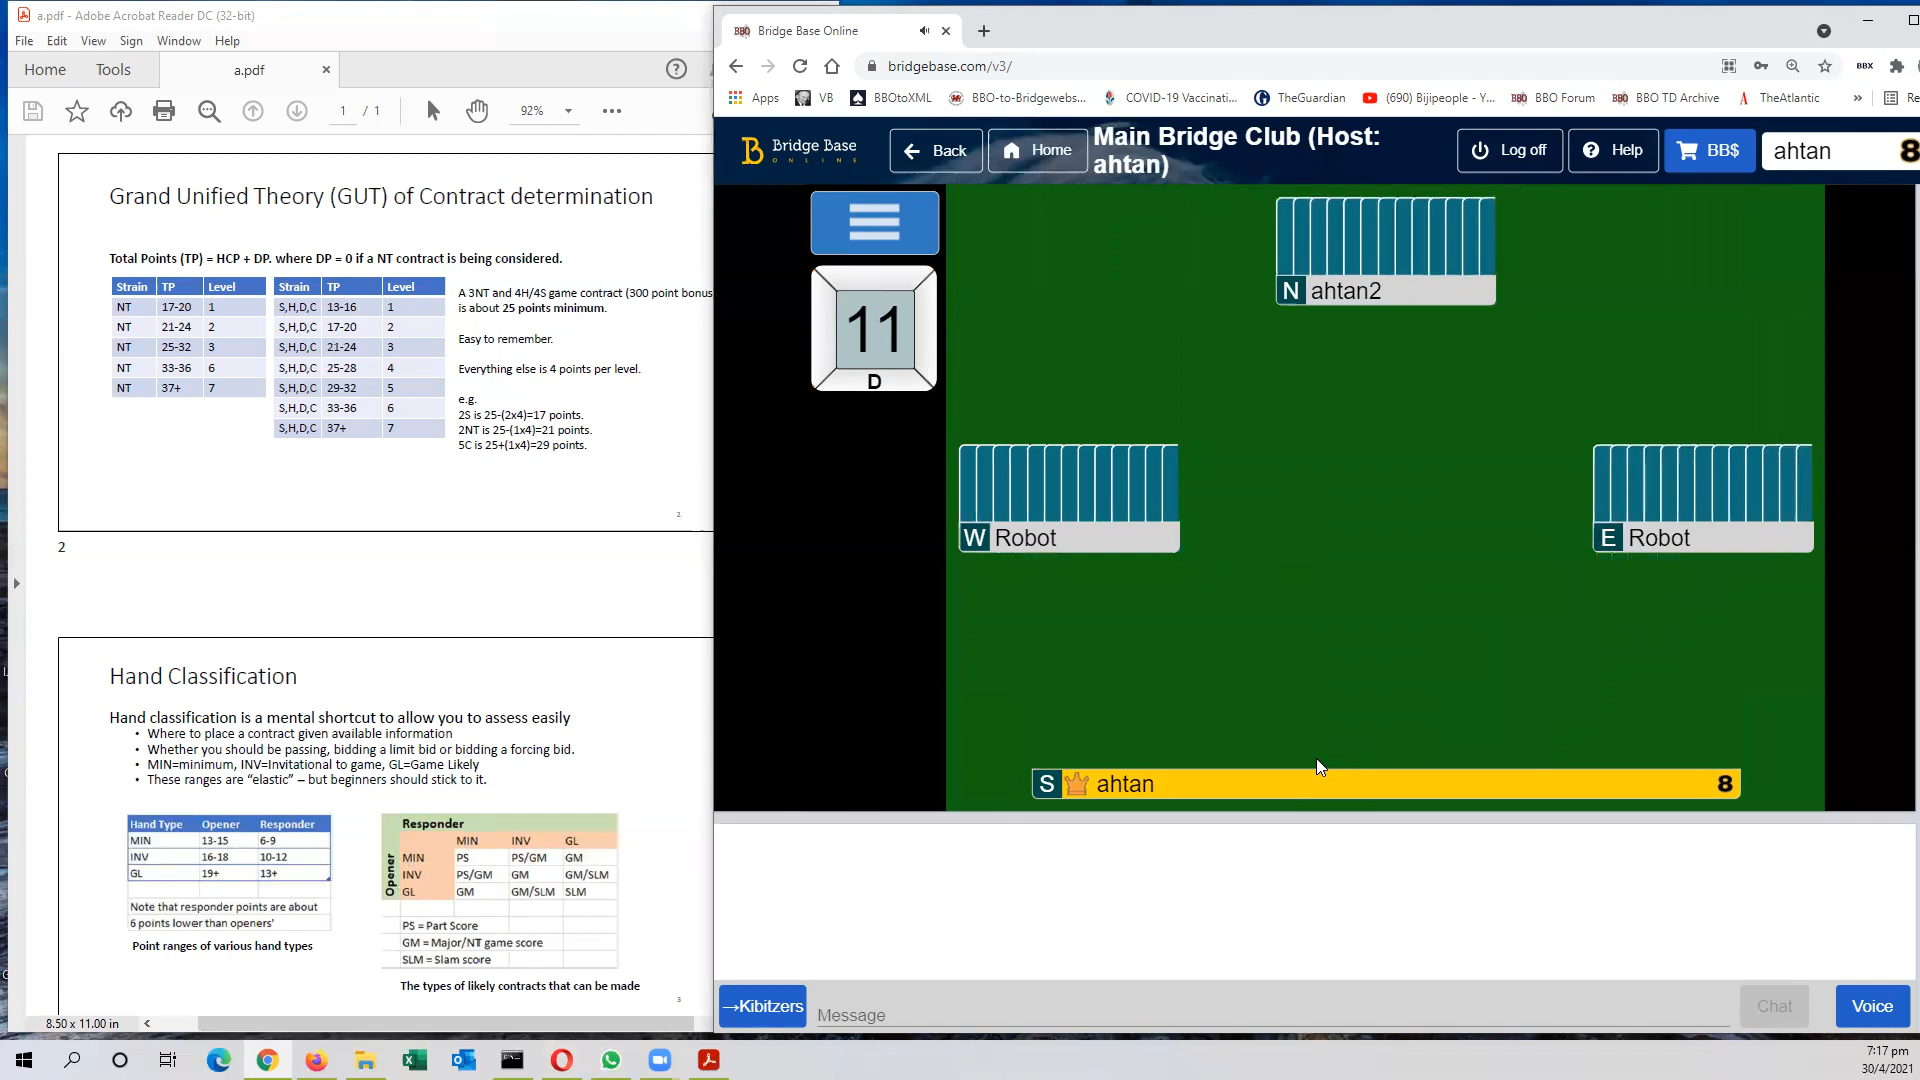 a.pdf - Adobe Acrobat Reader DC (32-bit)
File Edit View Sign Window Help
Home Tools a.pdf
1 / 1 92%
Grand Unified Theory (GUT) of Contract determination
Total Points (TP) = HCP + DP. where DP = 0 if a NT contract is being considered.
Strain TP Level
NT 17-20 1
NT 21-24 2
NT 25-32 3
NT 33-36 6
NT 37+ 7
Strain TP Level
S,H,D,C 13-16 1
S,H,D,C 17-20 2
S,H,D,C 21-24 3
S,H,D,C 25-28 4
S,H,D,C 29-32 5
S,H,D,C 33-36 6
S,H,D,C 37+ 7
A 3NT and 4H/4S game contract (300 point bonus
is about 25 points minimum.
Easy to remember.
Everything else is 4 points per level.
e.g.
2S is 25-(2x4)=17 points.
2NT is 25-(1x4)=21 points.
5C is 25+(1x4)=29 points.
2
2
Hand Classification
Hand classification is a mental shortcut to allow you to assess easily
• Where to place a contract given available information
• Whether you should be passing, bidding a limit bid or bidding a forcing bid.
• MIN=minimum, INV=Invitational to game, GL=Game Likely
• These ranges are “elastic” – but beginners should stick to it.
Hand Type Opener Responder
MIN 13-15 6-9
INV 16-18 10-12
GL 19+ 13+
Note that responder points are about
6 points lower than openers'
Point ranges of various hand types
Responder
MIN INV GL
Opener
MIN PS PS/GM GM
INV PS/GM GM GM/SLM
GL GM GM/SLM SLM
PS = Part Score
GM = Major/NT game score
SLM = Slam score
The types of likely contracts that can be made
3
8.50 x 11.00 in
Bridge Base Online
bridgebase.com/v3/
BBX
Apps VB BBOtoXML BBO-to-Bridgewebs... COVID-19 Vaccinati... TheGuardian (690) Bijipeople - Y... BBO Forum BBO TD Archive TheAtlantic » Re
Bridge Base
ONLINE
Back
Home
Main Bridge Club (Host:
ahtan)
Log off
Help
BB$
ahtan 8
11
D
N ahtan2
W Robot
E Robot
S ahtan 8
→Kibitzers
Message
Chat
Voice
7:17 pm
30/4/2021